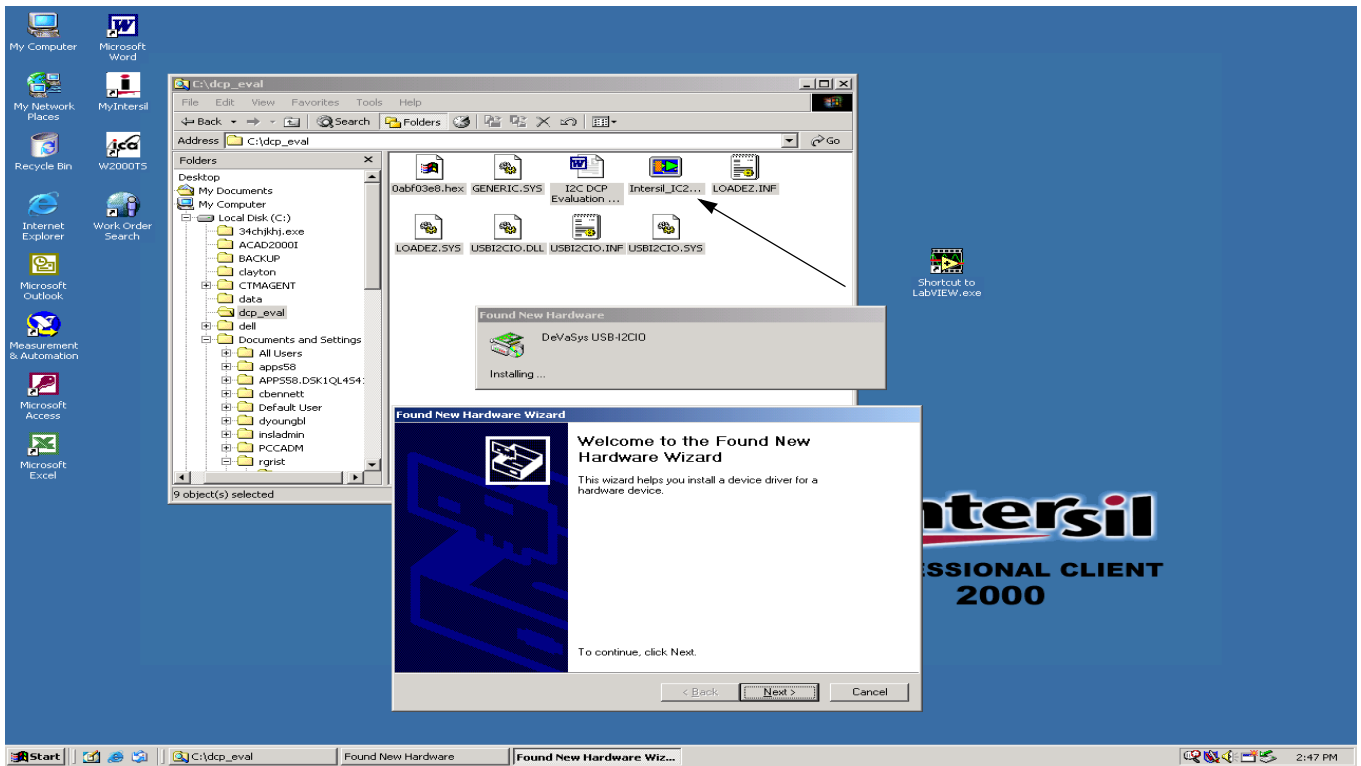 My Computer
Microsoft
Word
My Network
Places
MyIntersil
Recycle Bin
W2000TS
Internet
Explorer
Work Order
Search
Microsoft
Outlook
Measurement
& Automation
Microsoft
Access
Microsoft
Excel
C:\dcp_eval
File Edit View Favorites Tools Help
Back Search Folders
Address C:\dcp_eval Go
Folders
Desktop
My Documents
My Computer
Local Disk (C:)
34chjkhj.exe
ACAD2000I
BACKUP
clayton
CTMAGENT
data
dcp_eval
dell
Documents and Settings
All Users
apps58
APPS58.DSK1QL454:
cbennett
Default User
dyoungbl
insladmin
PCCADM
rgrist
9 object(s) selected
0abf03e8.hex GENERIC.SYS I2C DCP Evaluation ... Intersil_IC2... LOADEZ.INF
LOADEZ.SYS USBI2CIO.DLL USBI2CIO.INF USBI2CIO.SYS
Shortcut to
LabVIEW.exe
Found New Hardware
DeVaSys USB-I2CIO
Installing ...
Found New Hardware Wizard
Welcome to the Found New
Hardware Wizard
This wizard helps you install a device driver for a
hardware device.
To continue, click Next.
< Back Next > Cancel
ntersil
SSIONAL CLIENT
2000
Start C:\dcp_eval Found New Hardware Found New Hardware Wiz... 2:47 PM